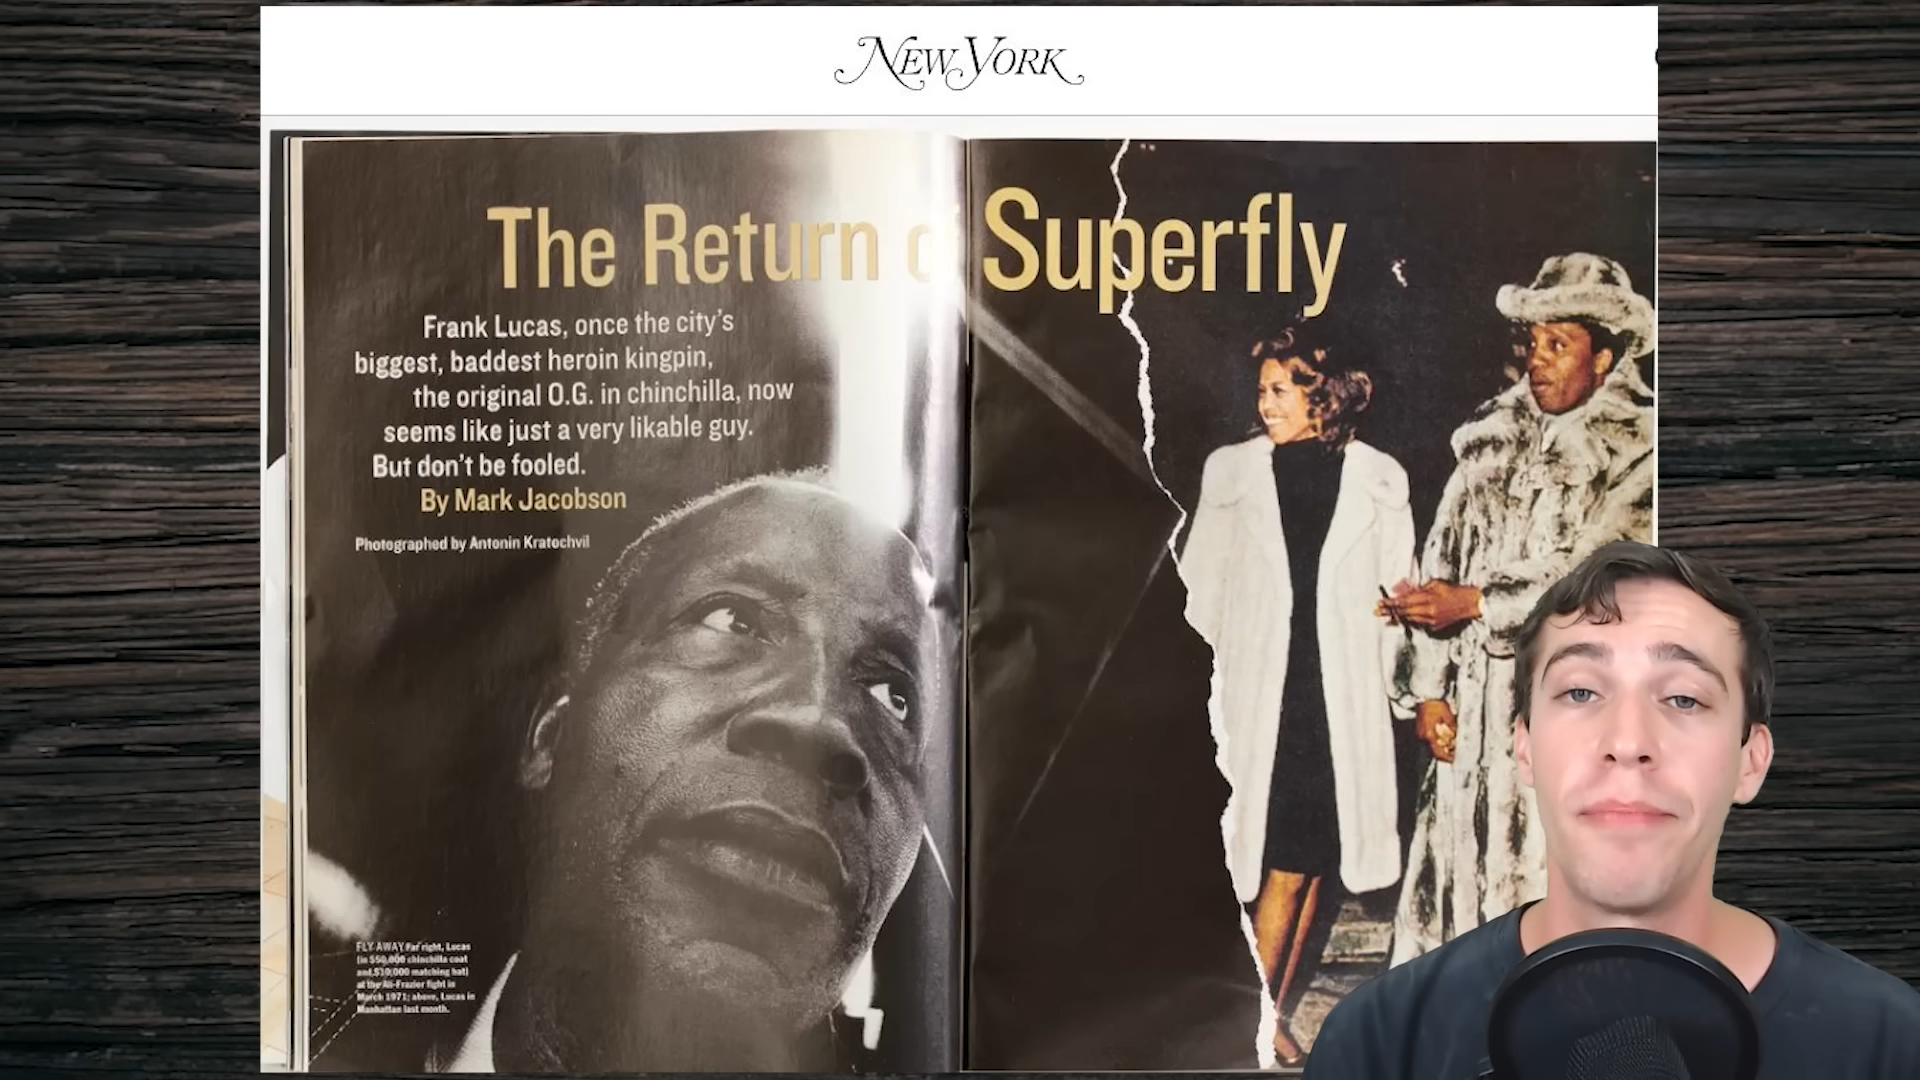 NEW YORK
The Return Superfly
Frank Lucas, once the city's
biggest, baddest heroin kingpin,
the original O.G. in chinchilla, now
seems like just a very likable guy.
But don't be fooled.
By Mark Jacobson
Photographed by Antonin Kratochvil
FLY AWAY Far right, Lucas
(in $50,000 chinchilla coat
and $10,000 matching hat)
at the Ali-Frazier fight in
March 1971; above, Lucas in
Manhattan last month.